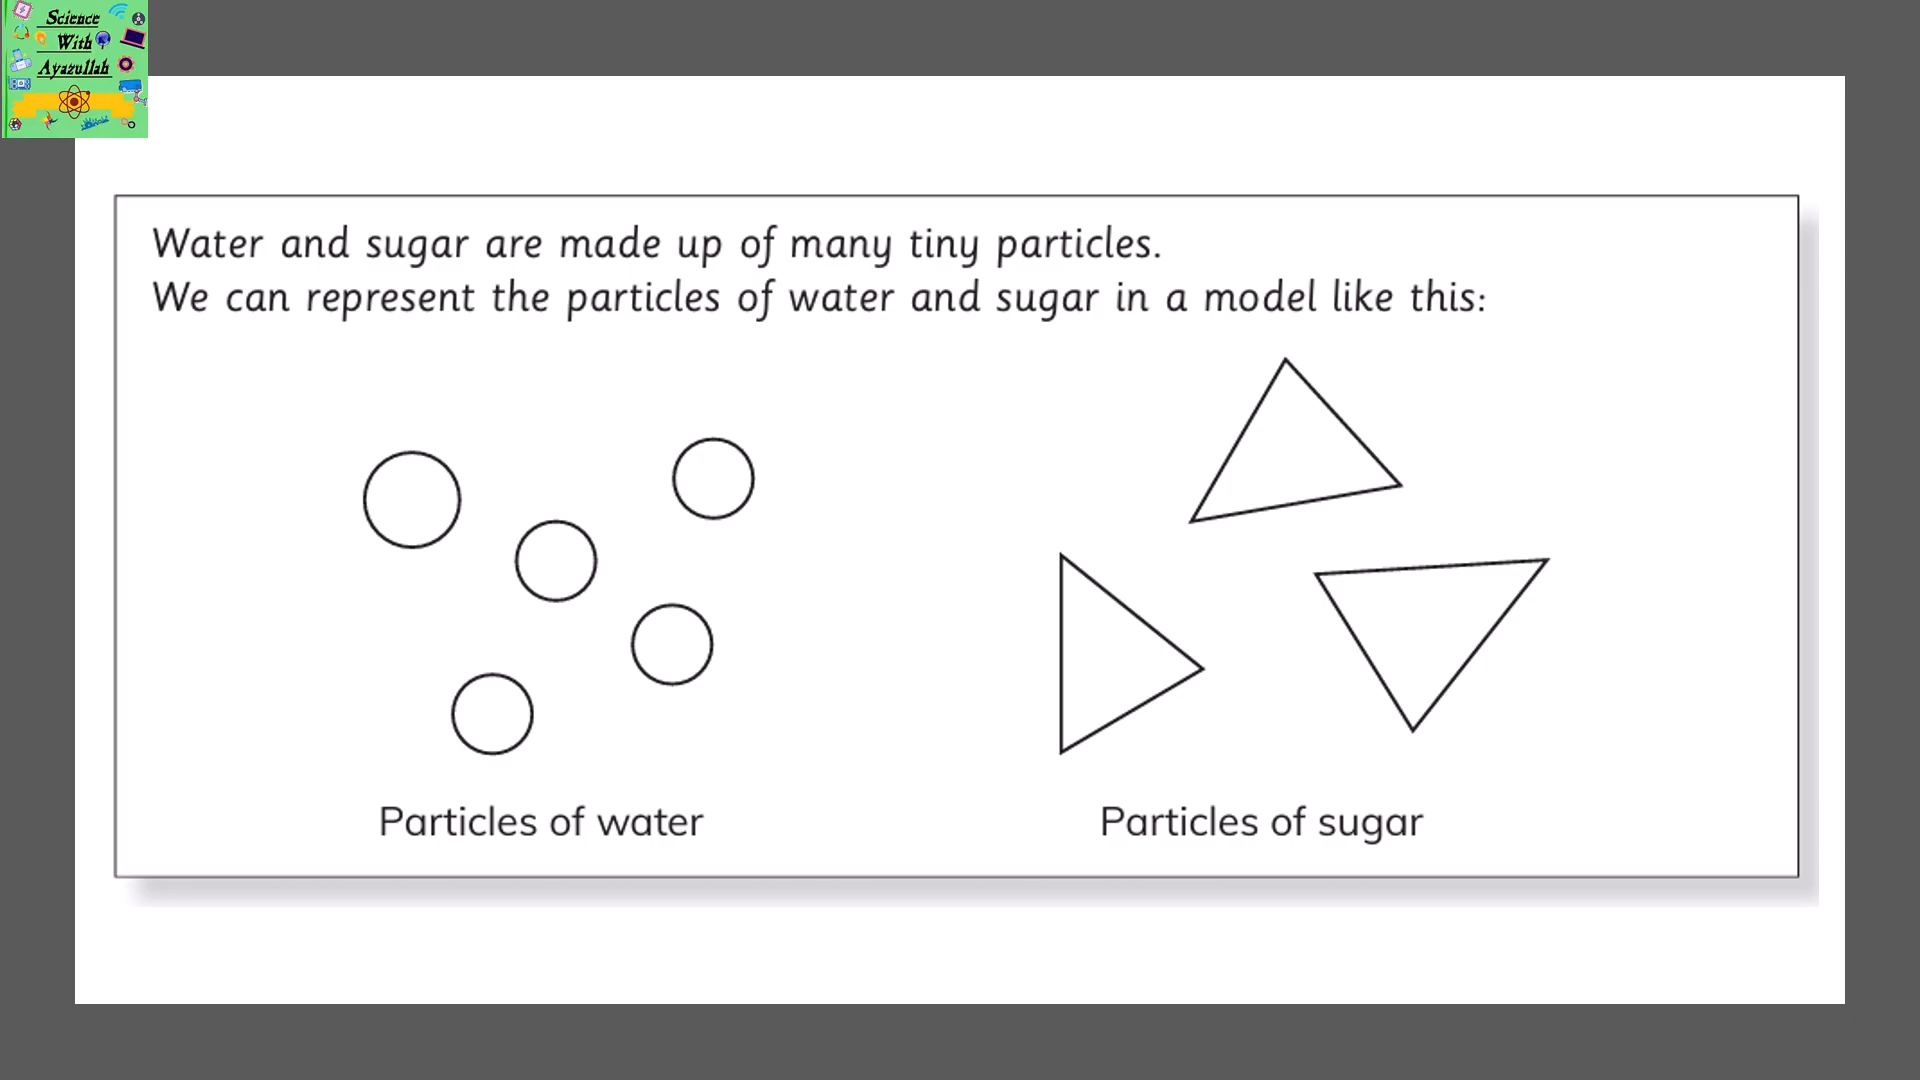 Science
With
Ayazullah
Water and sugar are made up of many tiny particles.
We can represent the particles of water and sugar in a model like this:
Particles of water
Particles of sugar